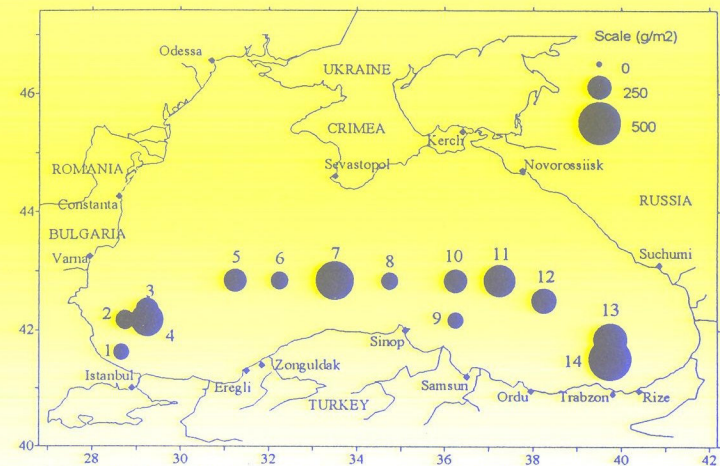 Scale (g/m2)
0
250
500
Odessa
UKRAINE
46
CRIMEA
Kerch
Sevastopol
Novorossiisk
ROMANIA
RUSSIA
Constanta
44
BULGARIA
Varna
Suchumi
5
6
7
8
10
11
12
3
2
4
9
13
42
1
14
Sinop
Istanbul
Zonguldak
Eregli
Samsun
TURKEY
Ordu
Trabzon
Rize
40
28
30
32
34
36
38
40
42